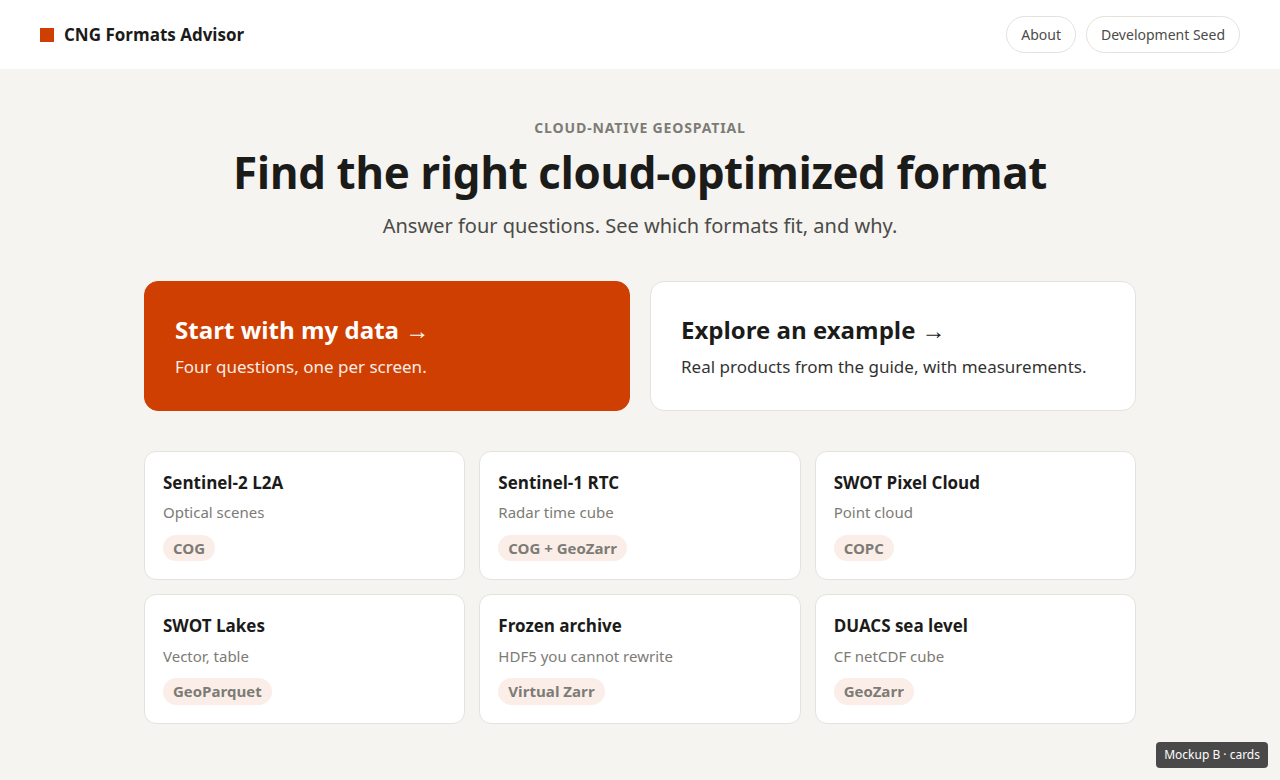 CNG Formats Advisor
About
Development Seed
CLOUD-NATIVE GEOSPATIAL
Find the right cloud-optimized format
Answer four questions. See which formats fit, and why.
Start with my data →
Four questions, one per screen.
Explore an example →
Real products from the guide, with measurements.
Sentinel-2 L2A
Optical scenes
COG
Sentinel-1 RTC
Radar time cube
COG + GeoZarr
SWOT Pixel Cloud
Point cloud
COPC
SWOT Lakes
Vector, table
GeoParquet
Frozen archive
HDF5 you cannot rewrite
Virtual Zarr
DUACS sea level
CF netCDF cube
GeoZarr
Mockup B · cards